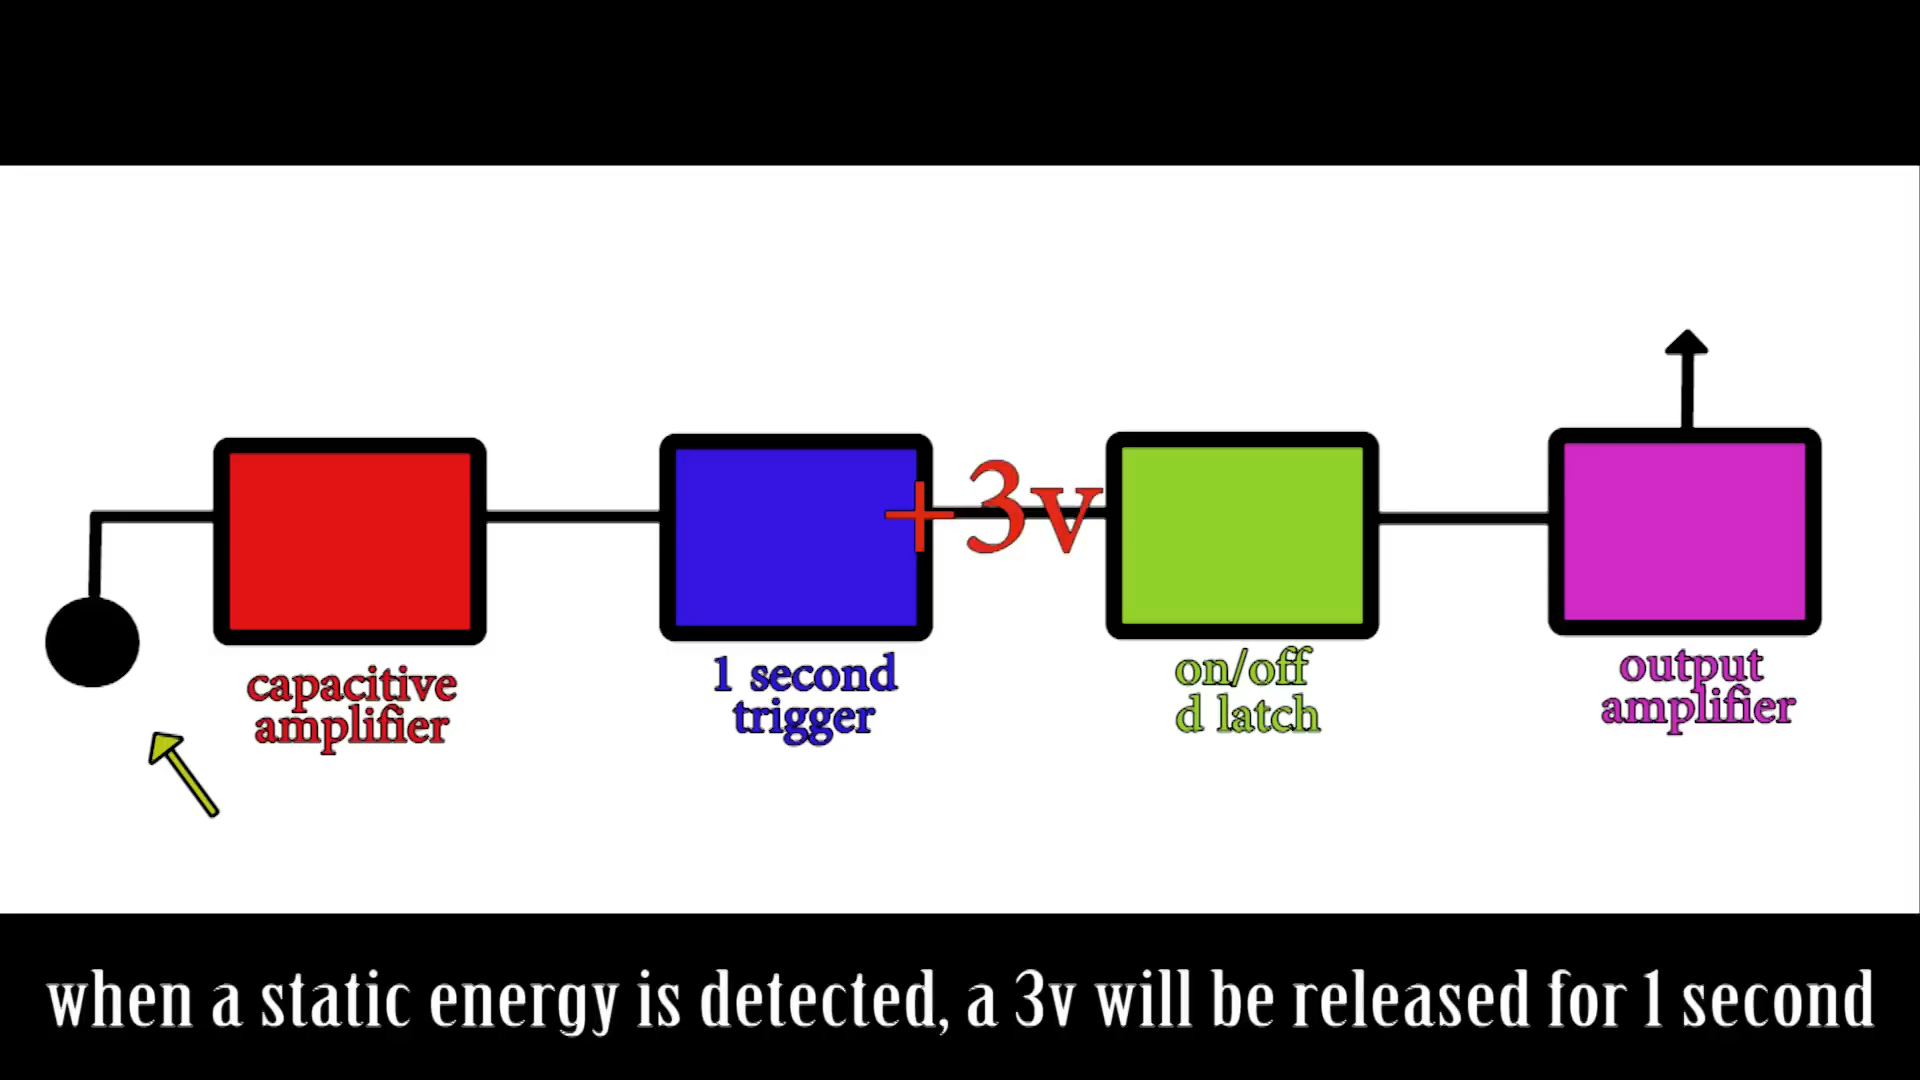 +3v
capacitive
amplifier
1 second
trigger
on/off
d latch
output
amplifier
when a static energy is detected, a 3v will be released for 1 second